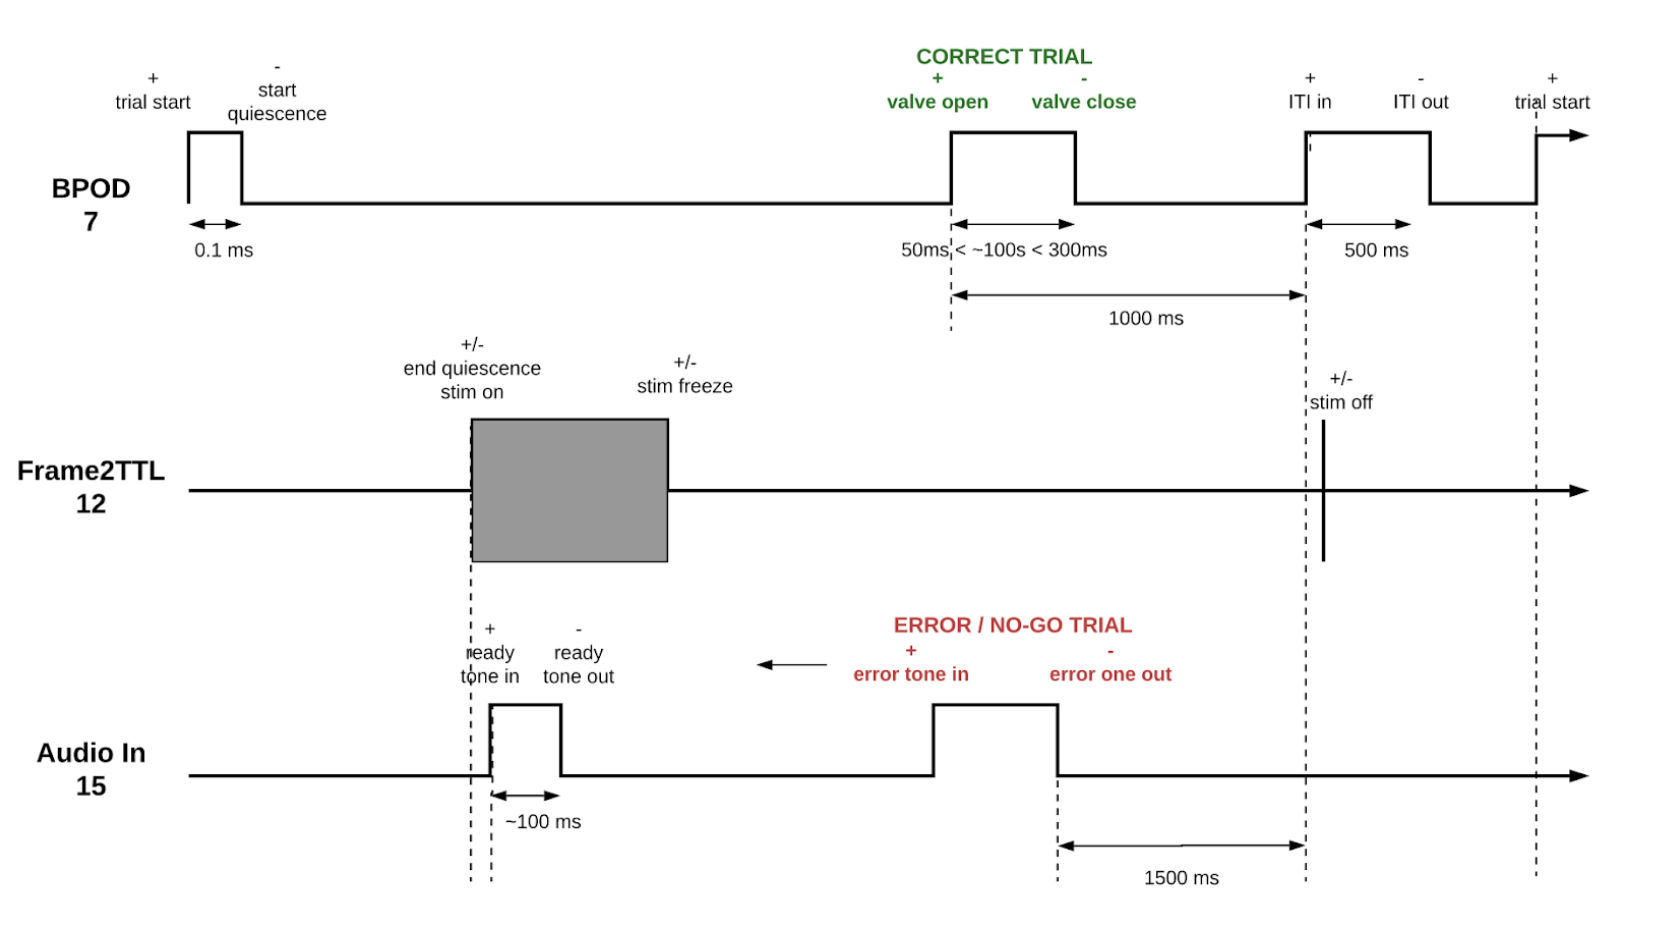 CORRECT TRIAL
+
trial start
-
start
quiescence
+
valve open
-
valve close
+
ITI in
-
ITI out
+
trial start
BPOD
7
0.1 ms
50ms < ~100s < 300ms
500 ms
1000 ms
+/-
end quiescence
stim on
+/-
stim freeze
+/-
stim off
Frame2TTL
12
ERROR / NO-GO TRIAL
+
ready
tone in
-
ready
tone out
+
error tone in
-
error one out
Audio In
15
~100 ms
1500 ms